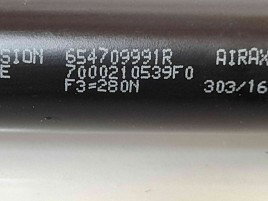 SION 654709991R AIRAX
E 7000210539F0
F3=280N 303/16